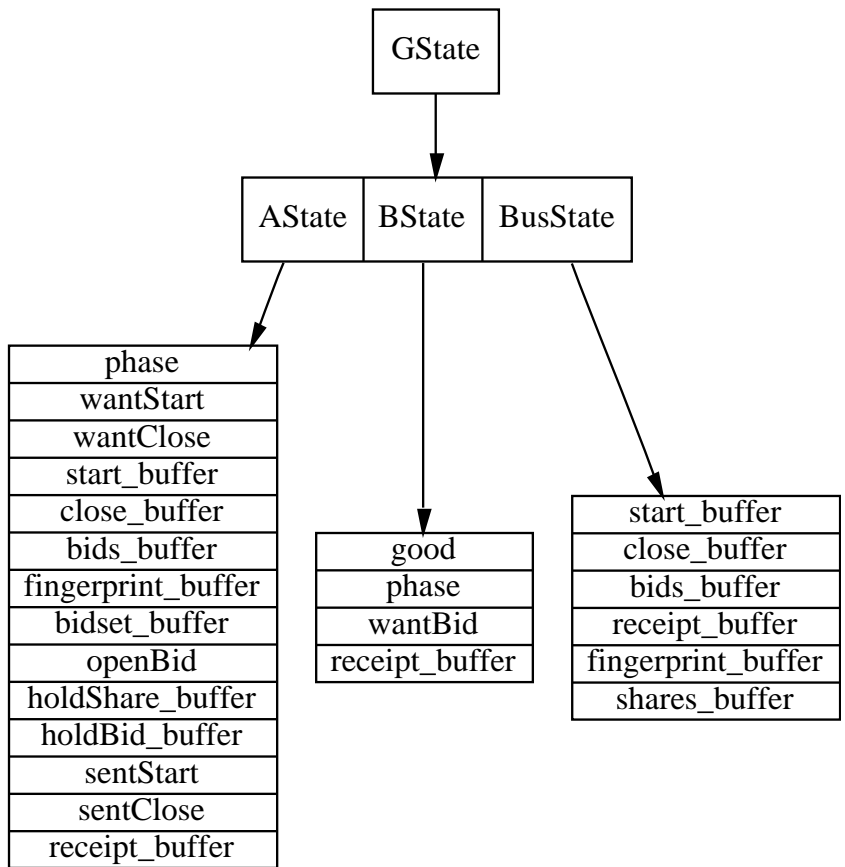 GState
AState BState BusState
phase
wantStart
wantClose
start_buffer
close_buffer
bids_buffer
fingerprint_buffer
bidset_buffer
openBid
holdShare_buffer
holdBid_buffer
sentStart
sentClose
receipt_buffer
good
phase
wantBid
receipt_buffer
start_buffer
close_buffer
bids_buffer
receipt_buffer
fingerprint_buffer
shares_buffer